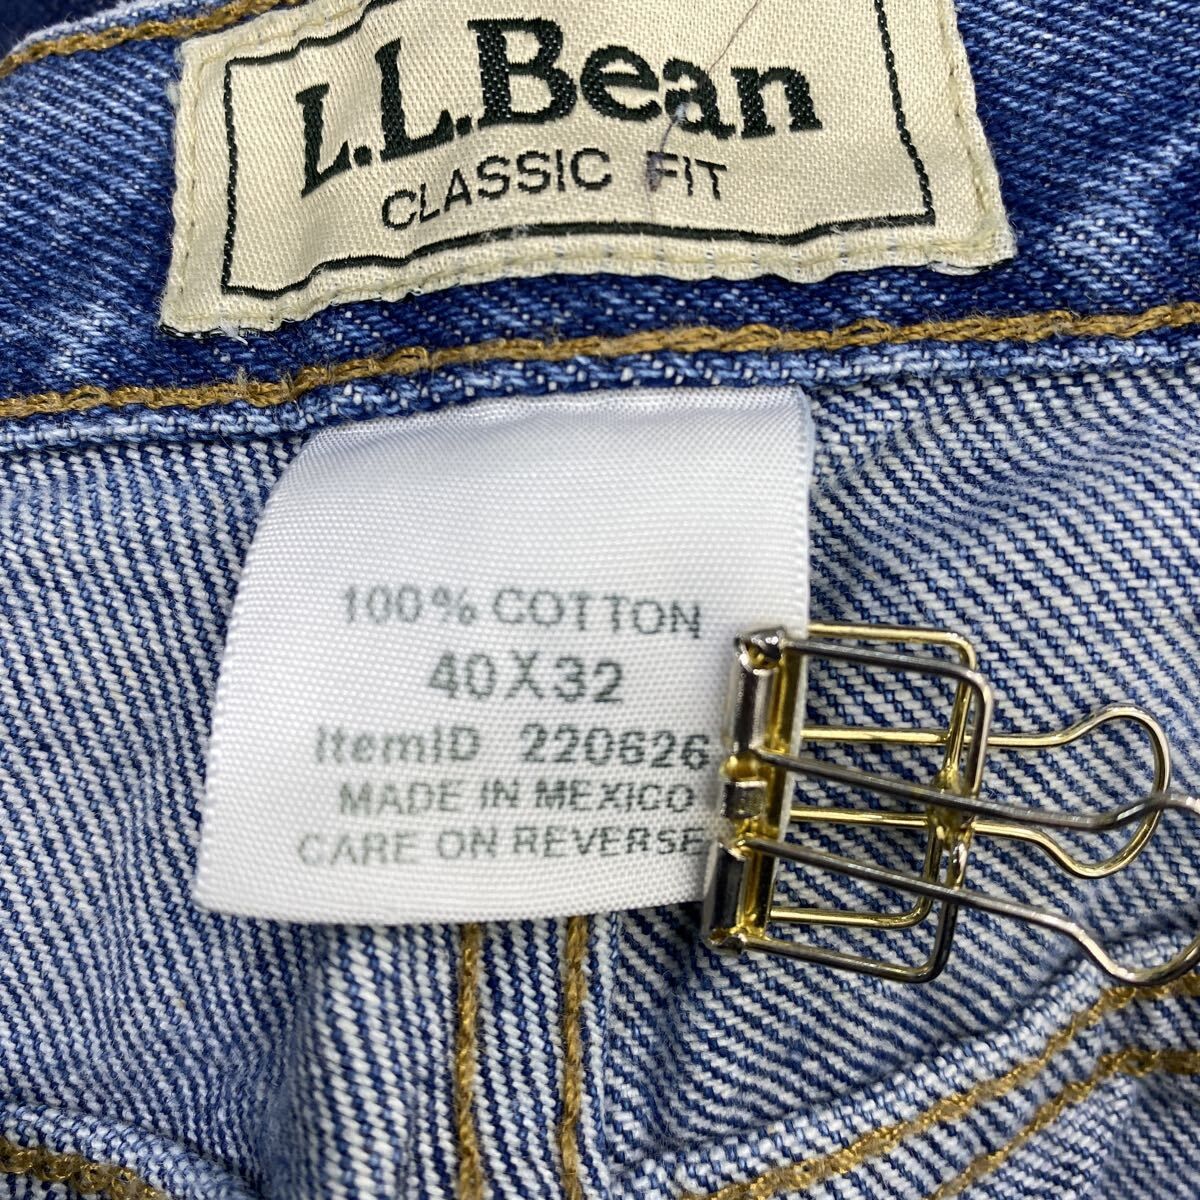 L.L.Bean
CLASSIC FIT
100% COTTON
40X32
ItemID 220626
MADE IN MEXICO
CARE ON REVERSE